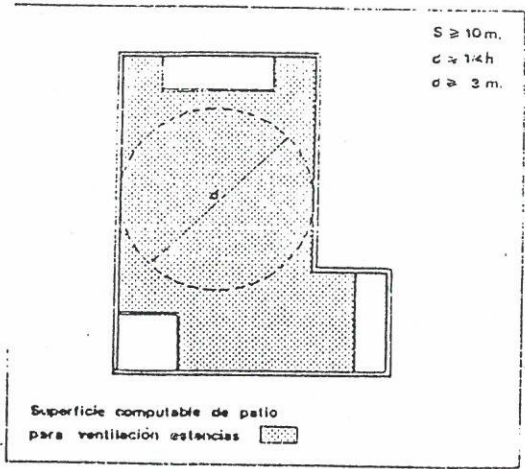 S ≥ 10 m.
d ≥ 1/4 h
d ≥ 3 m.
d
Superficie computable de patio
para ventilación estancias